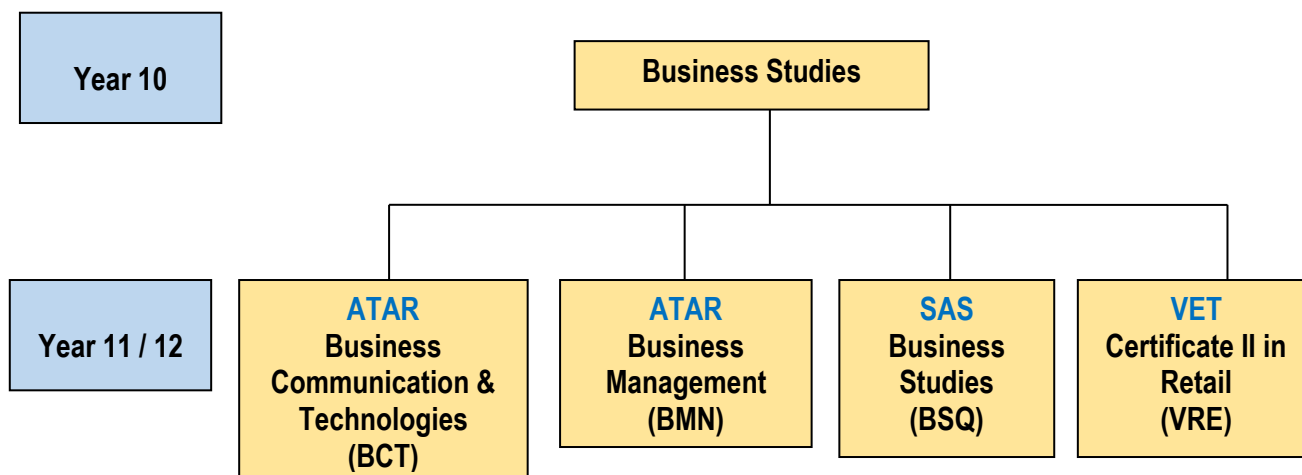 Year 10
Business Studies
Year 11 / 12
ATAR
Business
Communication &
Technologies
(BCT)
ATAR
Business
Management
(BMN)
SAS
Business
Studies
(BSQ)
VET
Certificate II in
Retail
(VRE)